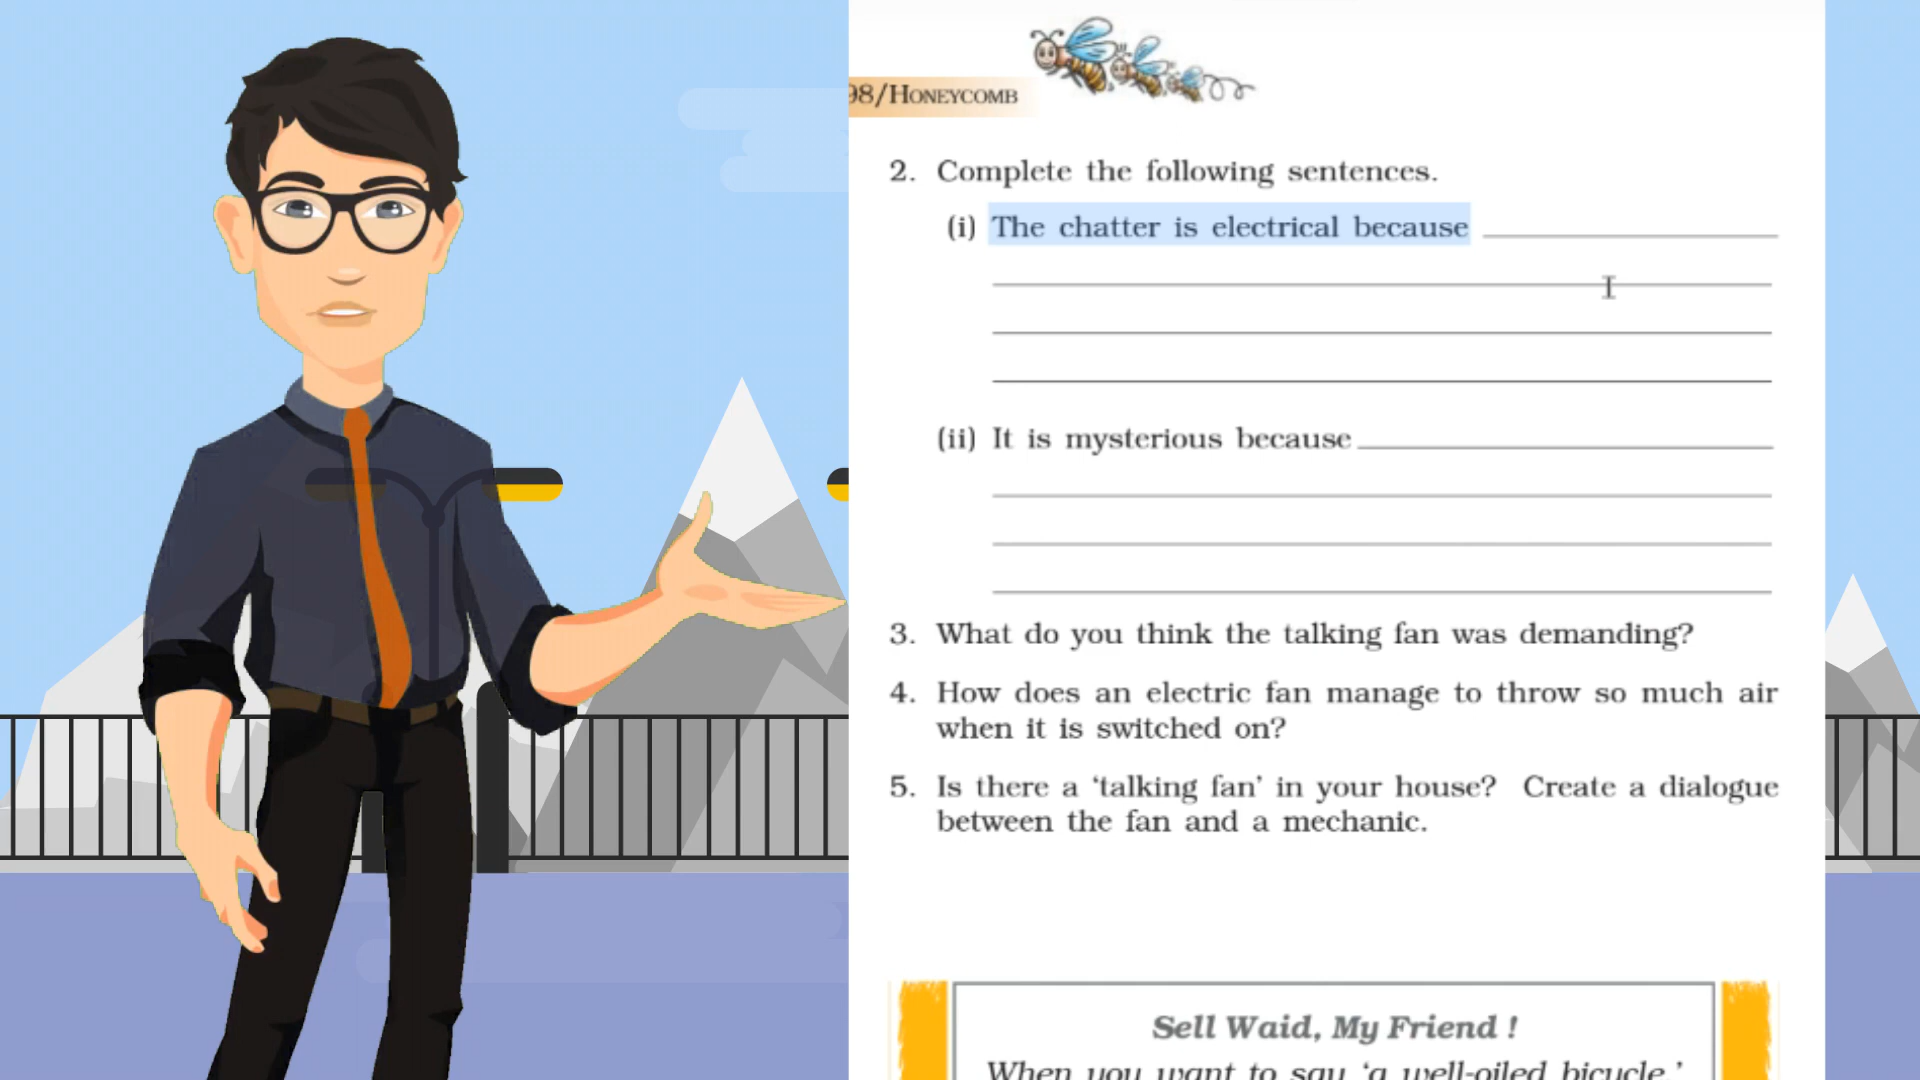 98/HONEYCOMB
2. Complete the following sentences.
(i) The chatter is electrical because
(ii) It is mysterious because
3. What do you think the talking fan was demanding?
4. How does an electric fan manage to throw so much air
when it is switched on?
5. Is there a ‘talking fan’ in your house? Create a dialogue
between the fan and a mechanic.
Sell Waid, My Friend !
When you want to say ‘a well-oiled bicycle,’